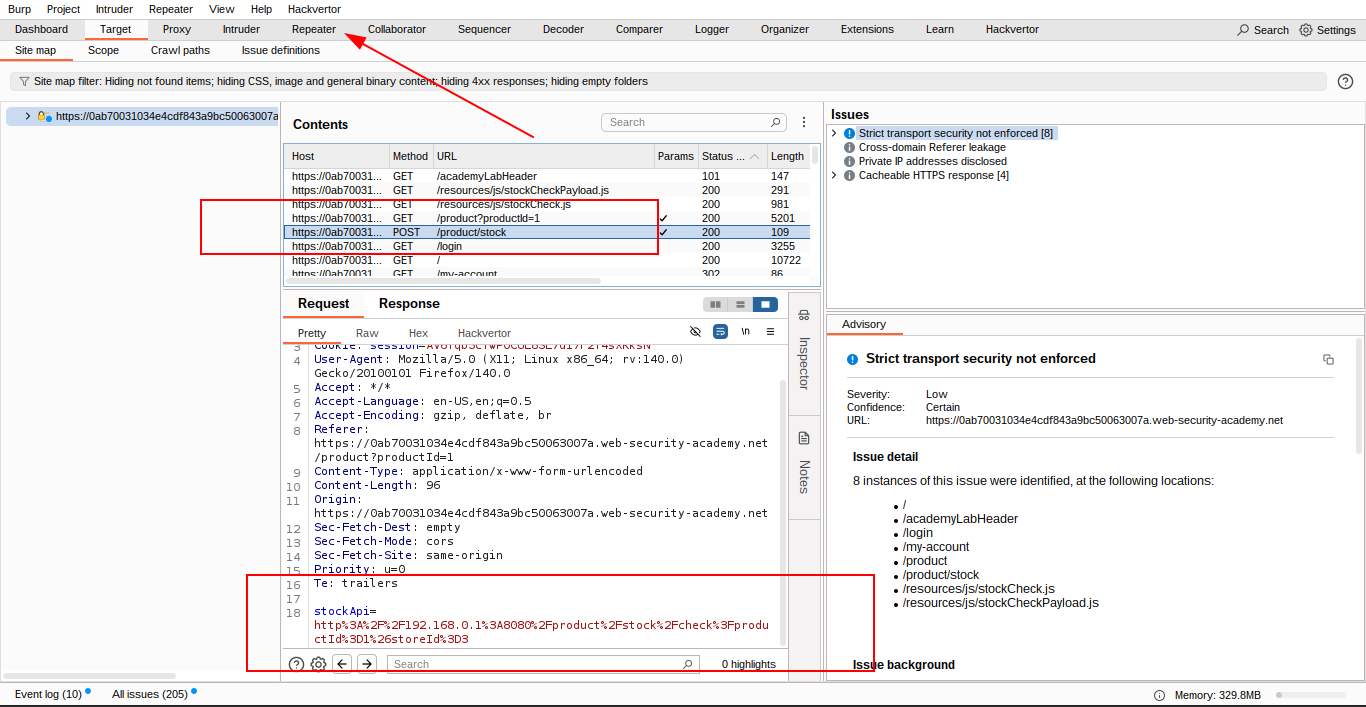 Burp Project Intruder Repeater View Help Hackvertor
Dashboard Target Proxy Intruder Repeater Collaborator Sequencer Decoder Comparer Logger Organizer Extensions Learn Hackvertor Search Settings
Site map Scope Crawl paths Issue definitions
Site map filter: Hiding not found items; hiding CSS, image and general binary content; hiding 4xx responses; hiding empty folders
https://0ab70031034e4cdf843a9bc50063007a
Contents
Search
Host Method URL Params Status ... Length
https://0ab70031... GET /academyLabHeader 101 147
https://0ab70031... GET /resources/js/stockCheckPayload.js 200 291
https://0ab70031... GET /resources/js/stockCheck.js 200 981
https://0ab70031... GET /product?productId=1 ✓ 200 5201
https://0ab70031... POST /product/stock ✓ 200 109
https://0ab70031... GET /login 200 3255
https://0ab70031... GET / 200 10722
https://0ab70031... GET /my-account 302 86
Request Response
Pretty Raw Hex Hackvertor
\n
3 Cookie:
4 User-Agent: Mozilla/5.0 (X11; Linux x86_64; rv:140.0)
Gecko/20100101 Firefox/140.0
5 Accept: */*
6 Accept-Language: en-US,en;q=0.5
7 Accept-Encoding: gzip, deflate, br
8 Referer:
https://0ab70031034e4cdf843a9bc50063007a.web-security-academy.net
/product?productId=1
9 Content-Type: application/x-www-form-urlencoded
10 Content-Length: 96
11 Origin:
https://0ab70031034e4cdf843a9bc50063007a.web-security-academy.net
12 Sec-Fetch-Dest: empty
13 Sec-Fetch-Mode: cors
14 Sec-Fetch-Site: same-origin
15 Priority: u=0
16 Te: trailers
17
18 stockApi=
http%3A%2F%2F192.168.0.1%3A8080%2Fproduct%2Fstock%2Fcheck%3Fprodu
ctId%3D1%26storeId%3D3
Search
0 highlights
Inspector
Notes
Issues
Strict transport security not enforced [8]
Cross-domain Referer leakage
Private IP addresses disclosed
Cacheable HTTPS response [4]
Advisory
Strict transport security not enforced
Severity: Low
Confidence: Certain
URL: https://0ab70031034e4cdf843a9bc50063007a.web-security-academy.net
Issue detail
8 instances of this issue were identified, at the following locations:
• /
• /academyLabHeader
• /login
• /my-account
• /product
• /product/stock
• /resources/js/stockCheck.js
• /resources/js/stockCheckPayload.js
Issue background
Event log (10) All issues (205)
Memory: 329.8MB